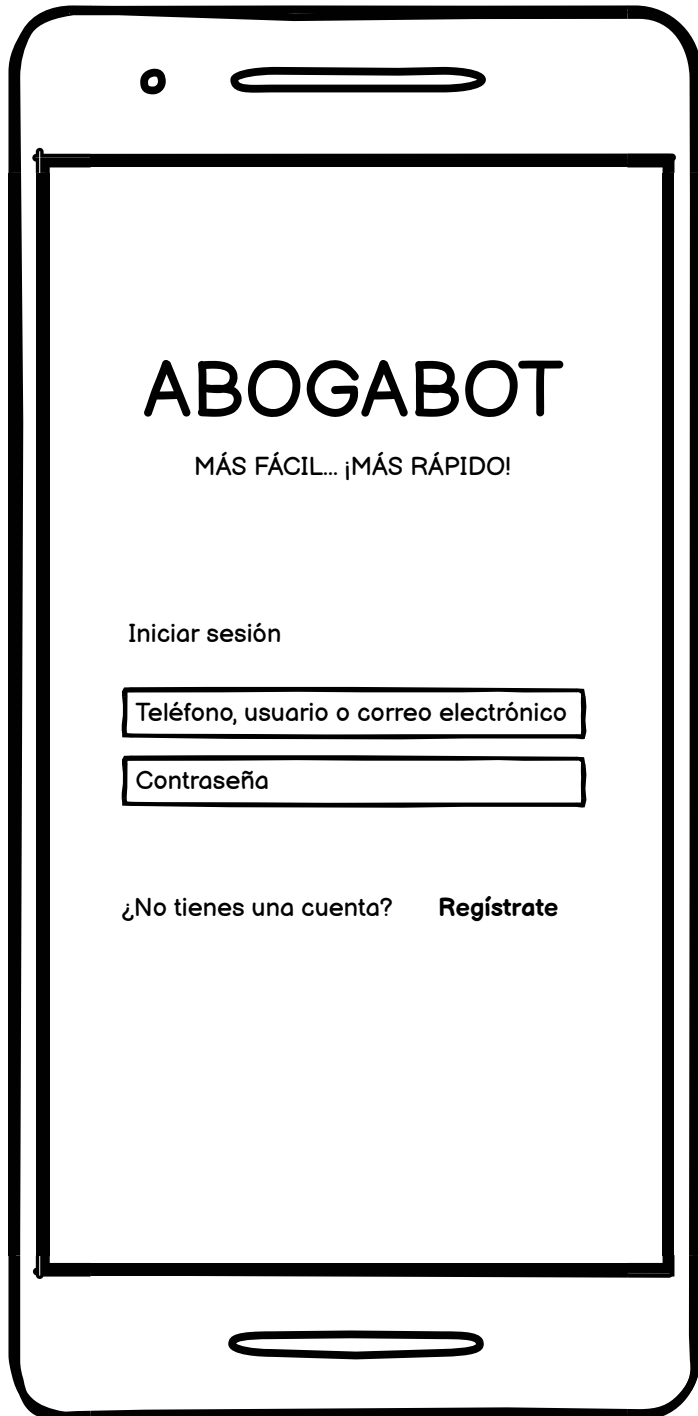 ABOGABOT
MÁS FÁCIL... ¡MÁS RÁPIDO!
Iniciar sesión
Teléfono, usuario o correo electrónico
Contraseña
¿No tienes una cuenta? Regístrate